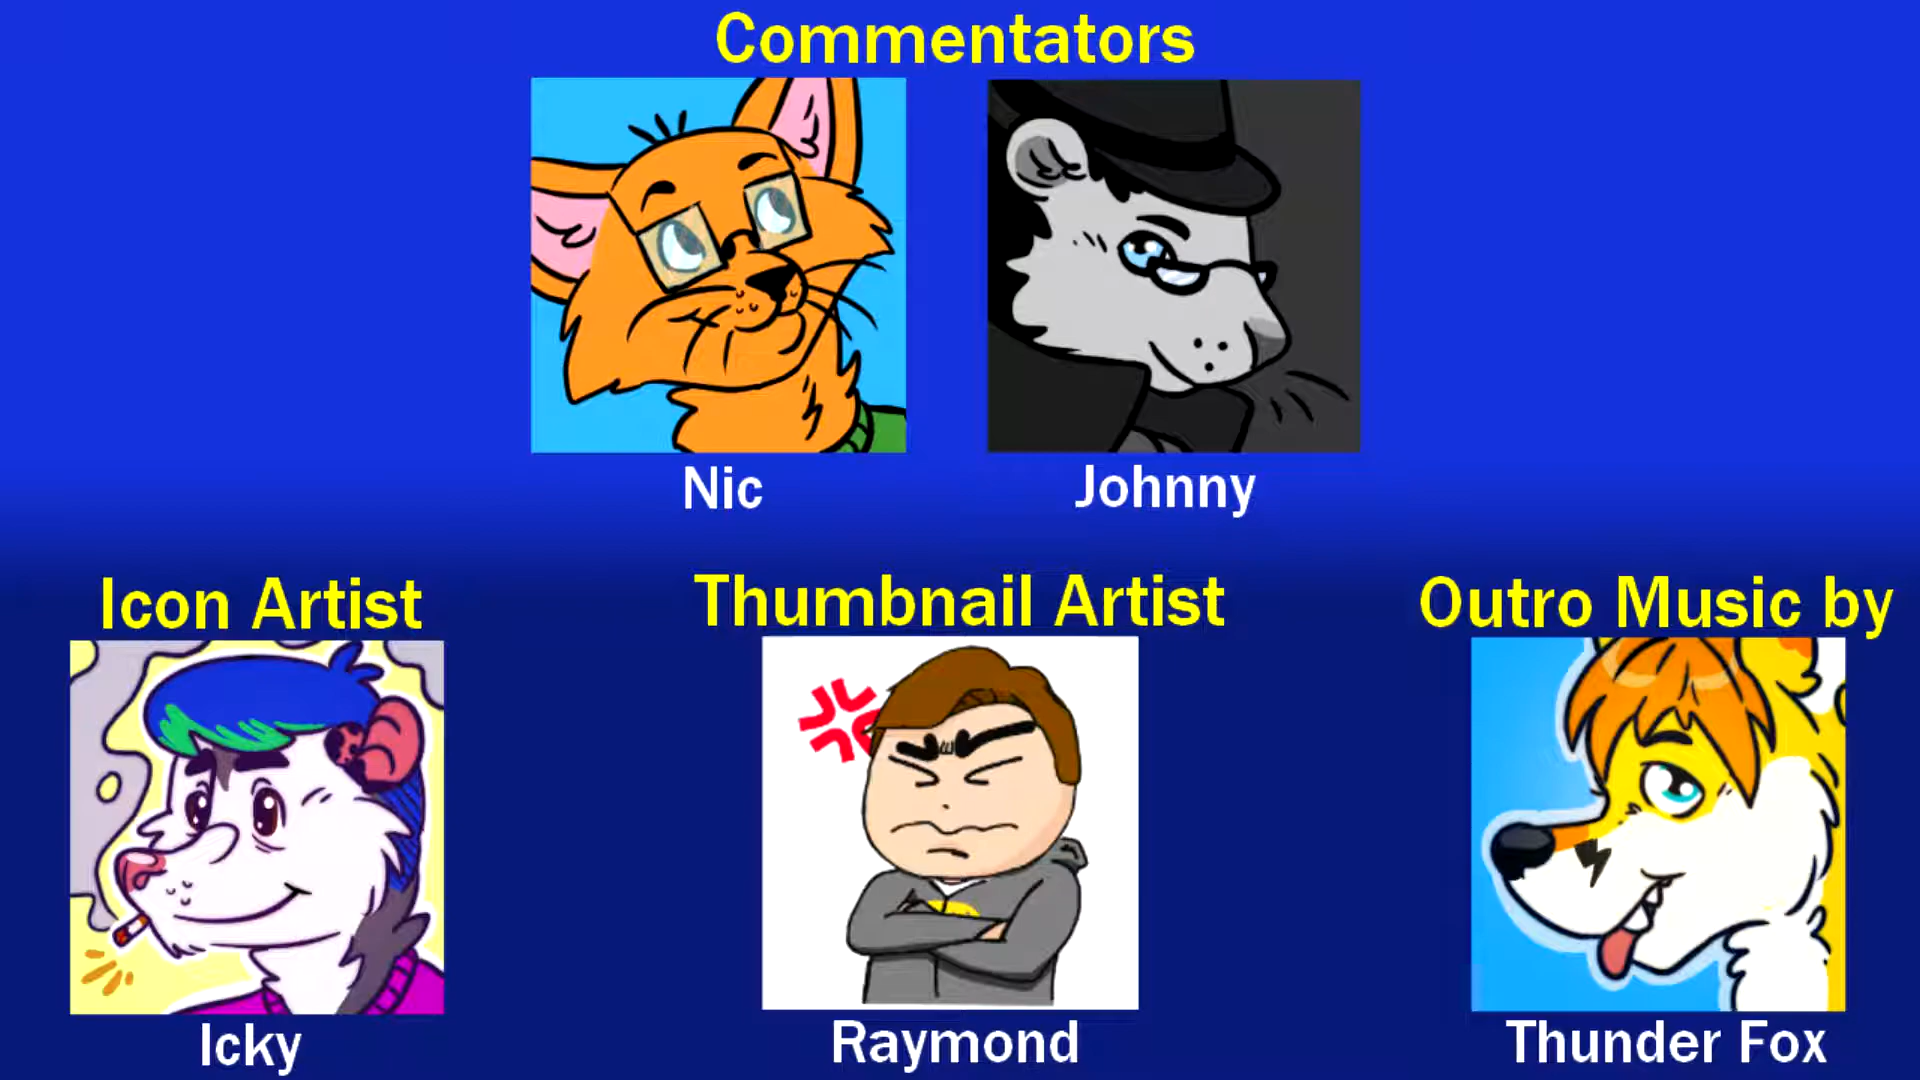 Commentators
Nic
Johnny
Icon Artist
Thumbnail Artist
Outro Music by
Icky
Raymond
Thunder Fox